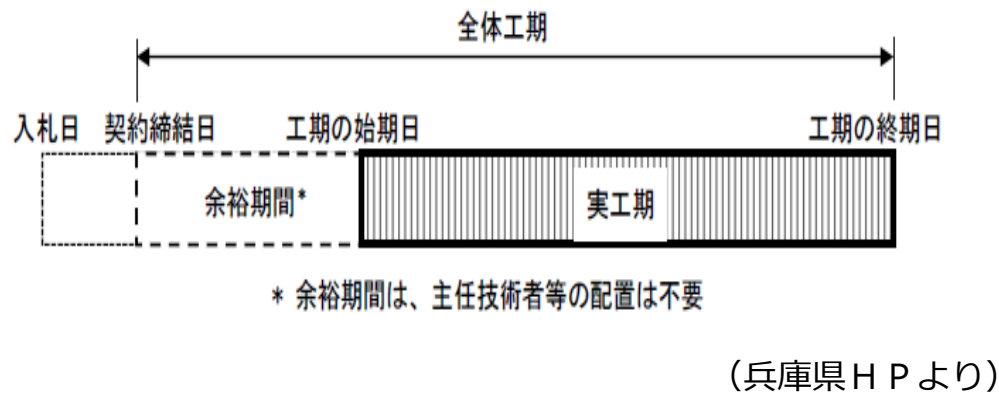 全体工期
入札日 契約締結日 工期の始期日 工期の終期日
余裕期間* 実工期
* 余裕期間は、主任技術者等の配置は不要
（兵庫県ＨＰより）